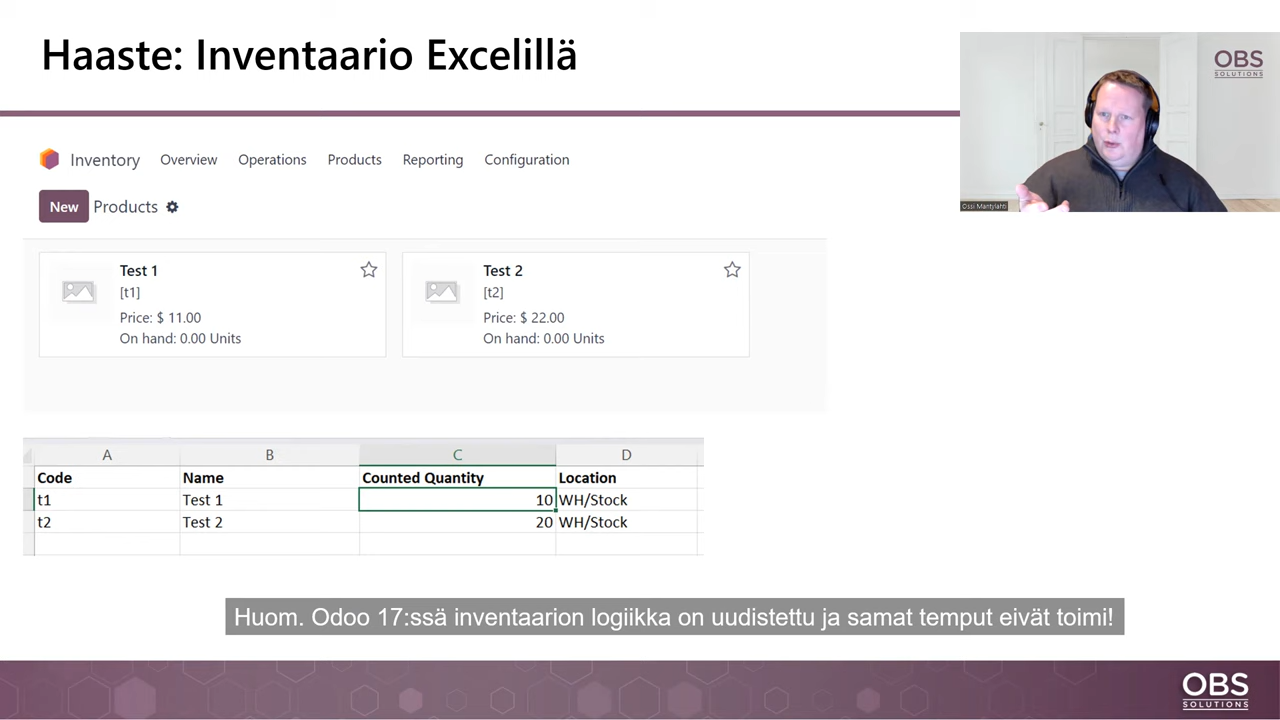 Haaste: Inventaario Excelillä
OBS
SOLUTIONS
Ossi Mäntylahti
Inventory Overview Operations Products Reporting Configuration
New Products
Test 1
[t1]
Price: $ 11.00
On hand: 0.00 Units
Test 2
[t2]
Price: $ 22.00
On hand: 0.00 Units
A B C D
Code Name Counted Quantity Location
t1 Test 1 10 WH/Stock
t2 Test 2 20 WH/Stock
Huom. Odoo 17:ssä inventaarion logiikka on uudistettu ja samat temput eivät toimi!
OBS
SOLUTIONS